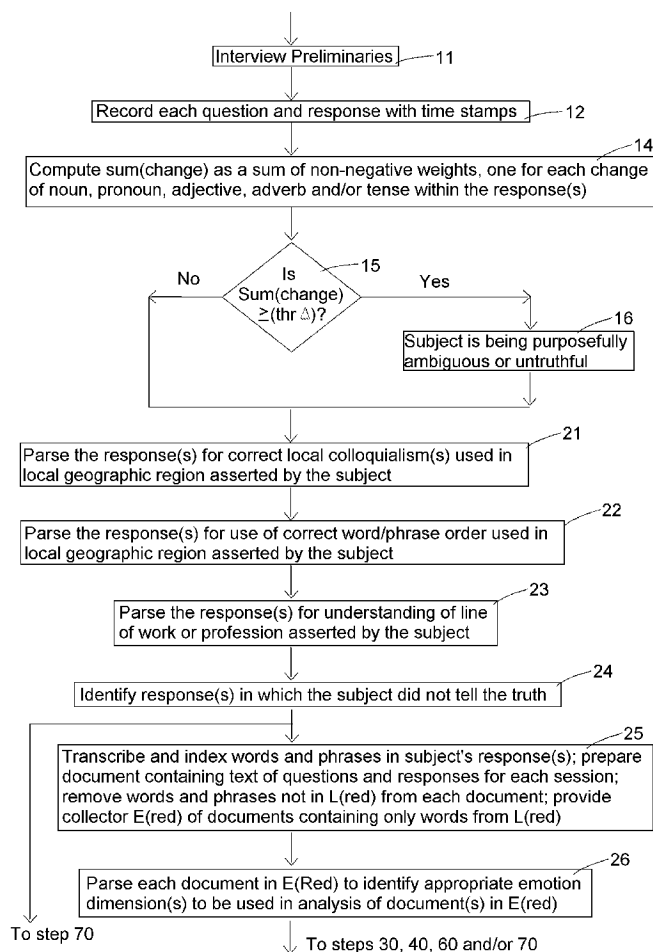 Interview Preliminaries
11
Record each question and response with time stamps
12
14
Compute sum(change) as a sum of non-negative weights, one for each change
of noun, pronoun, adjective, adverb and/or tense within the response(s)
15
No
Is
Yes
Sum(change)
≥(thr Δ)?
16
Subject is being purposefully
ambiguous or untruthful
21
Parse the response(s) for correct local colloquialism(s) used in
local geographic region asserted by the subject
22
Parse the response(s) for use of correct word/phrase order used in
local geographic region asserted by the subject
23
Parse the response(s) for understanding of line
of work or profession asserted by the subject
24
Identify response(s) in which the subject did not tell the truth
25
Transcribe and index words and phrases in subject's response(s); prepare
document containing text of questions and responses for each session;
remove words and phrases not in L(red) from each document; provide
collector E(red) of documents containing only words from L(red)
26
Parse each document in E(Red) to identify appropriate emotion
dimension(s) to be used in analysis of document(s) in E(red)
To step 70
To steps 30, 40, 60 and/or 70